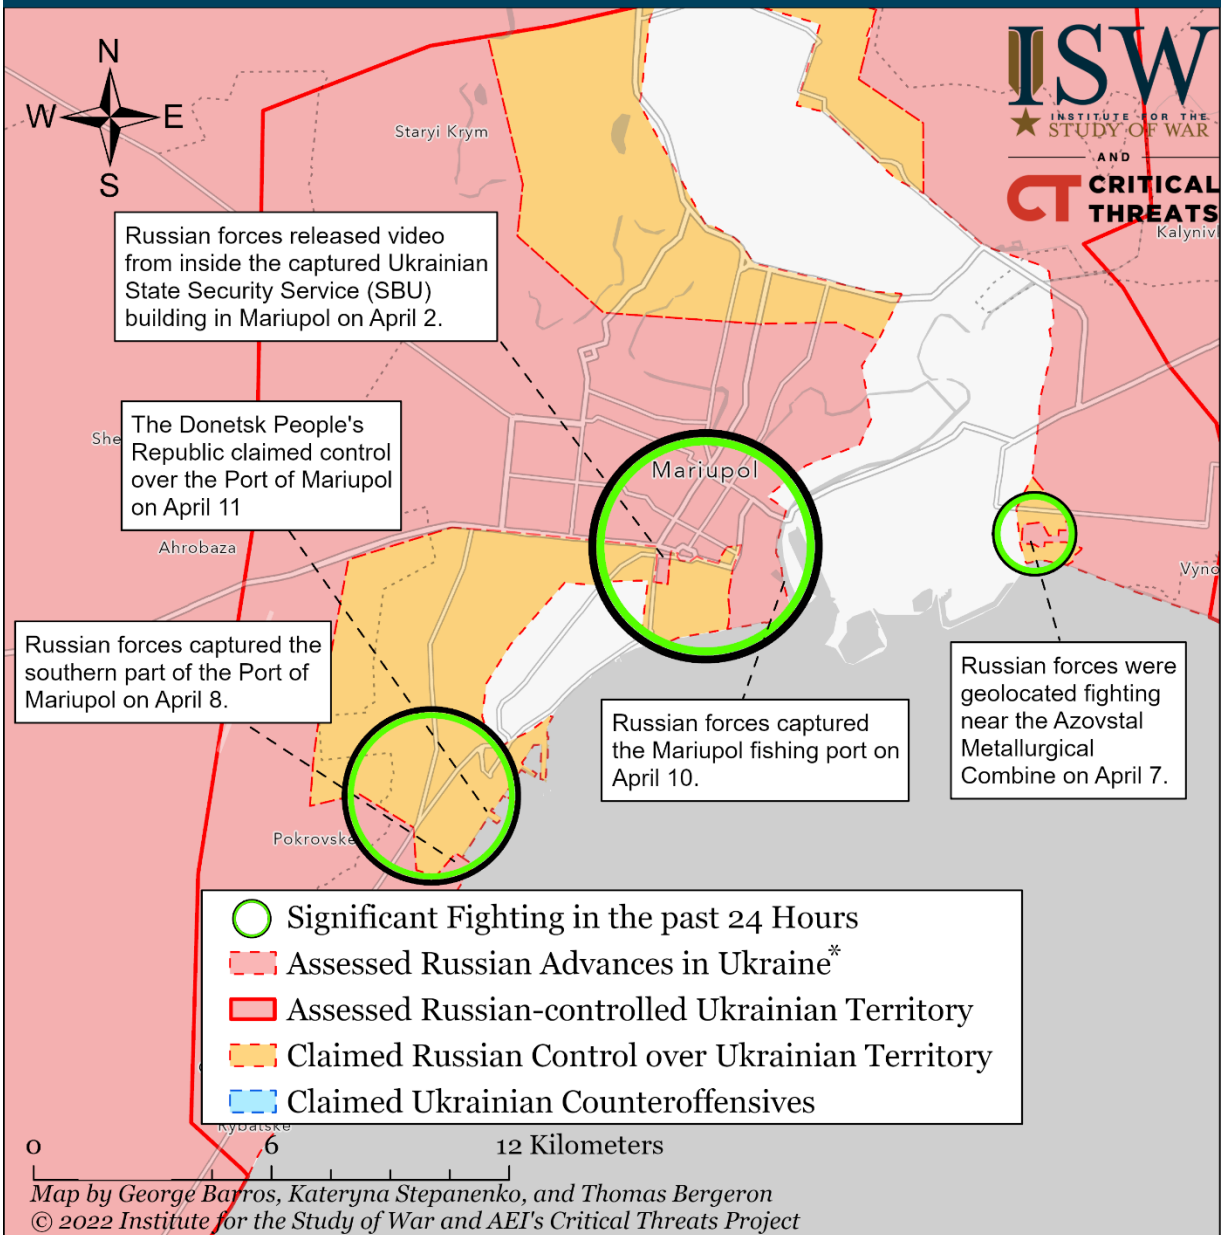 N
W E
S
ISW
INSTITUTE FOR THE
STUDY OF WAR
AND
CT CRITICAL
THREATS
Kalynivk
Staryi Krym
Russian forces released video
from inside the captured Ukrainian
State Security Service (SBU)
building in Mariupol on April 2.
The Donetsk People's
Republic claimed control
over the Port of Mariupol
on April 11
She
Mariupol
Ahrobaza
Vyno
Russian forces captured the
southern part of the Port of
Mariupol on April 8.
Russian forces captured
the Mariupol fishing port on
April 10.
Russian forces were
geolocated fighting
near the Azovstal
Metallurgical
Combine on April 7.
Pokrovske
Significant Fighting in the past 24 Hours
Assessed Russian Advances in Ukraine*
Assessed Russian-controlled Ukrainian Territory
Claimed Russian Control over Ukrainian Territory
Claimed Ukrainian Counteroffensives
Rybatske
0 6 12 Kilometers
Map by George Barros, Kateryna Stepanenko, and Thomas Bergeron
© 2022 Institute for the Study of War and AEI's Critical Threats Project